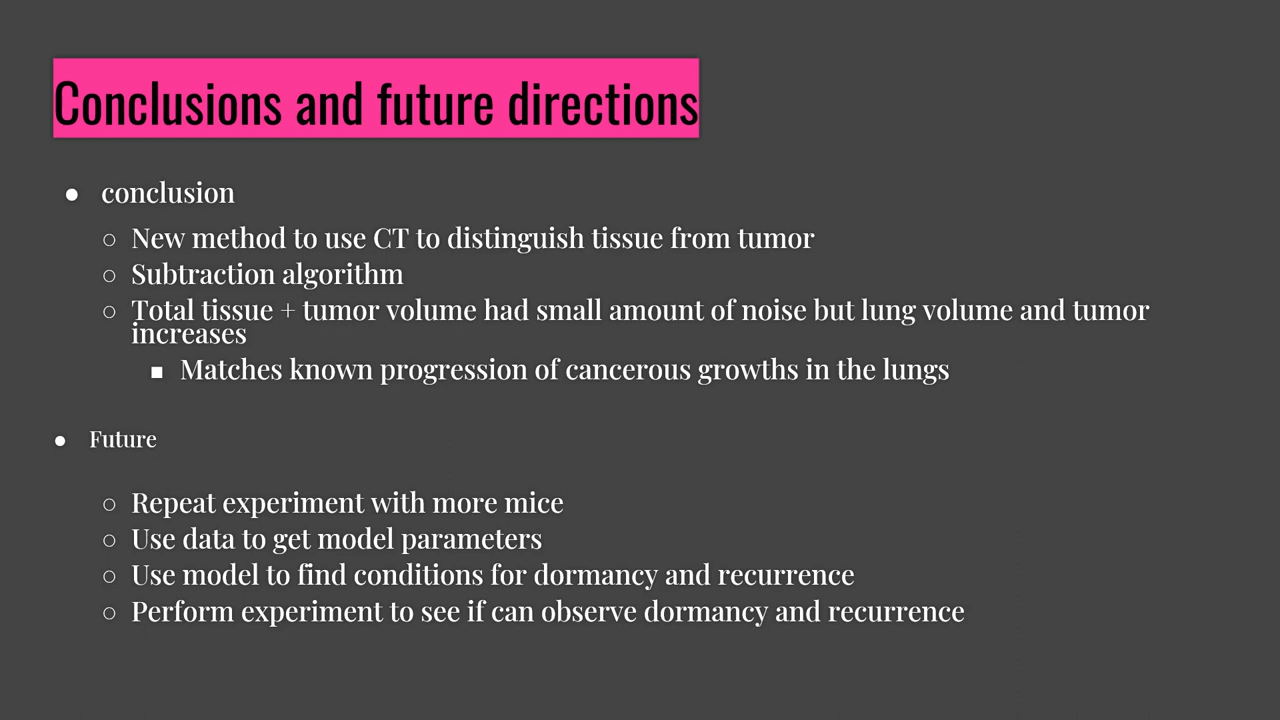 Conclusions and future directions
● conclusion
○ New method to use CT to distinguish tissue from tumor
○ Subtraction algorithm
○ Total tissue + tumor volume had small amount of noise but lung volume and tumor
increases
■ Matches known progression of cancerous growths in the lungs
● Future
○ Repeat experiment with more mice
○ Use data to get model parameters
○ Use model to find conditions for dormancy and recurrence
○ Perform experiment to see if can observe dormancy and recurrence